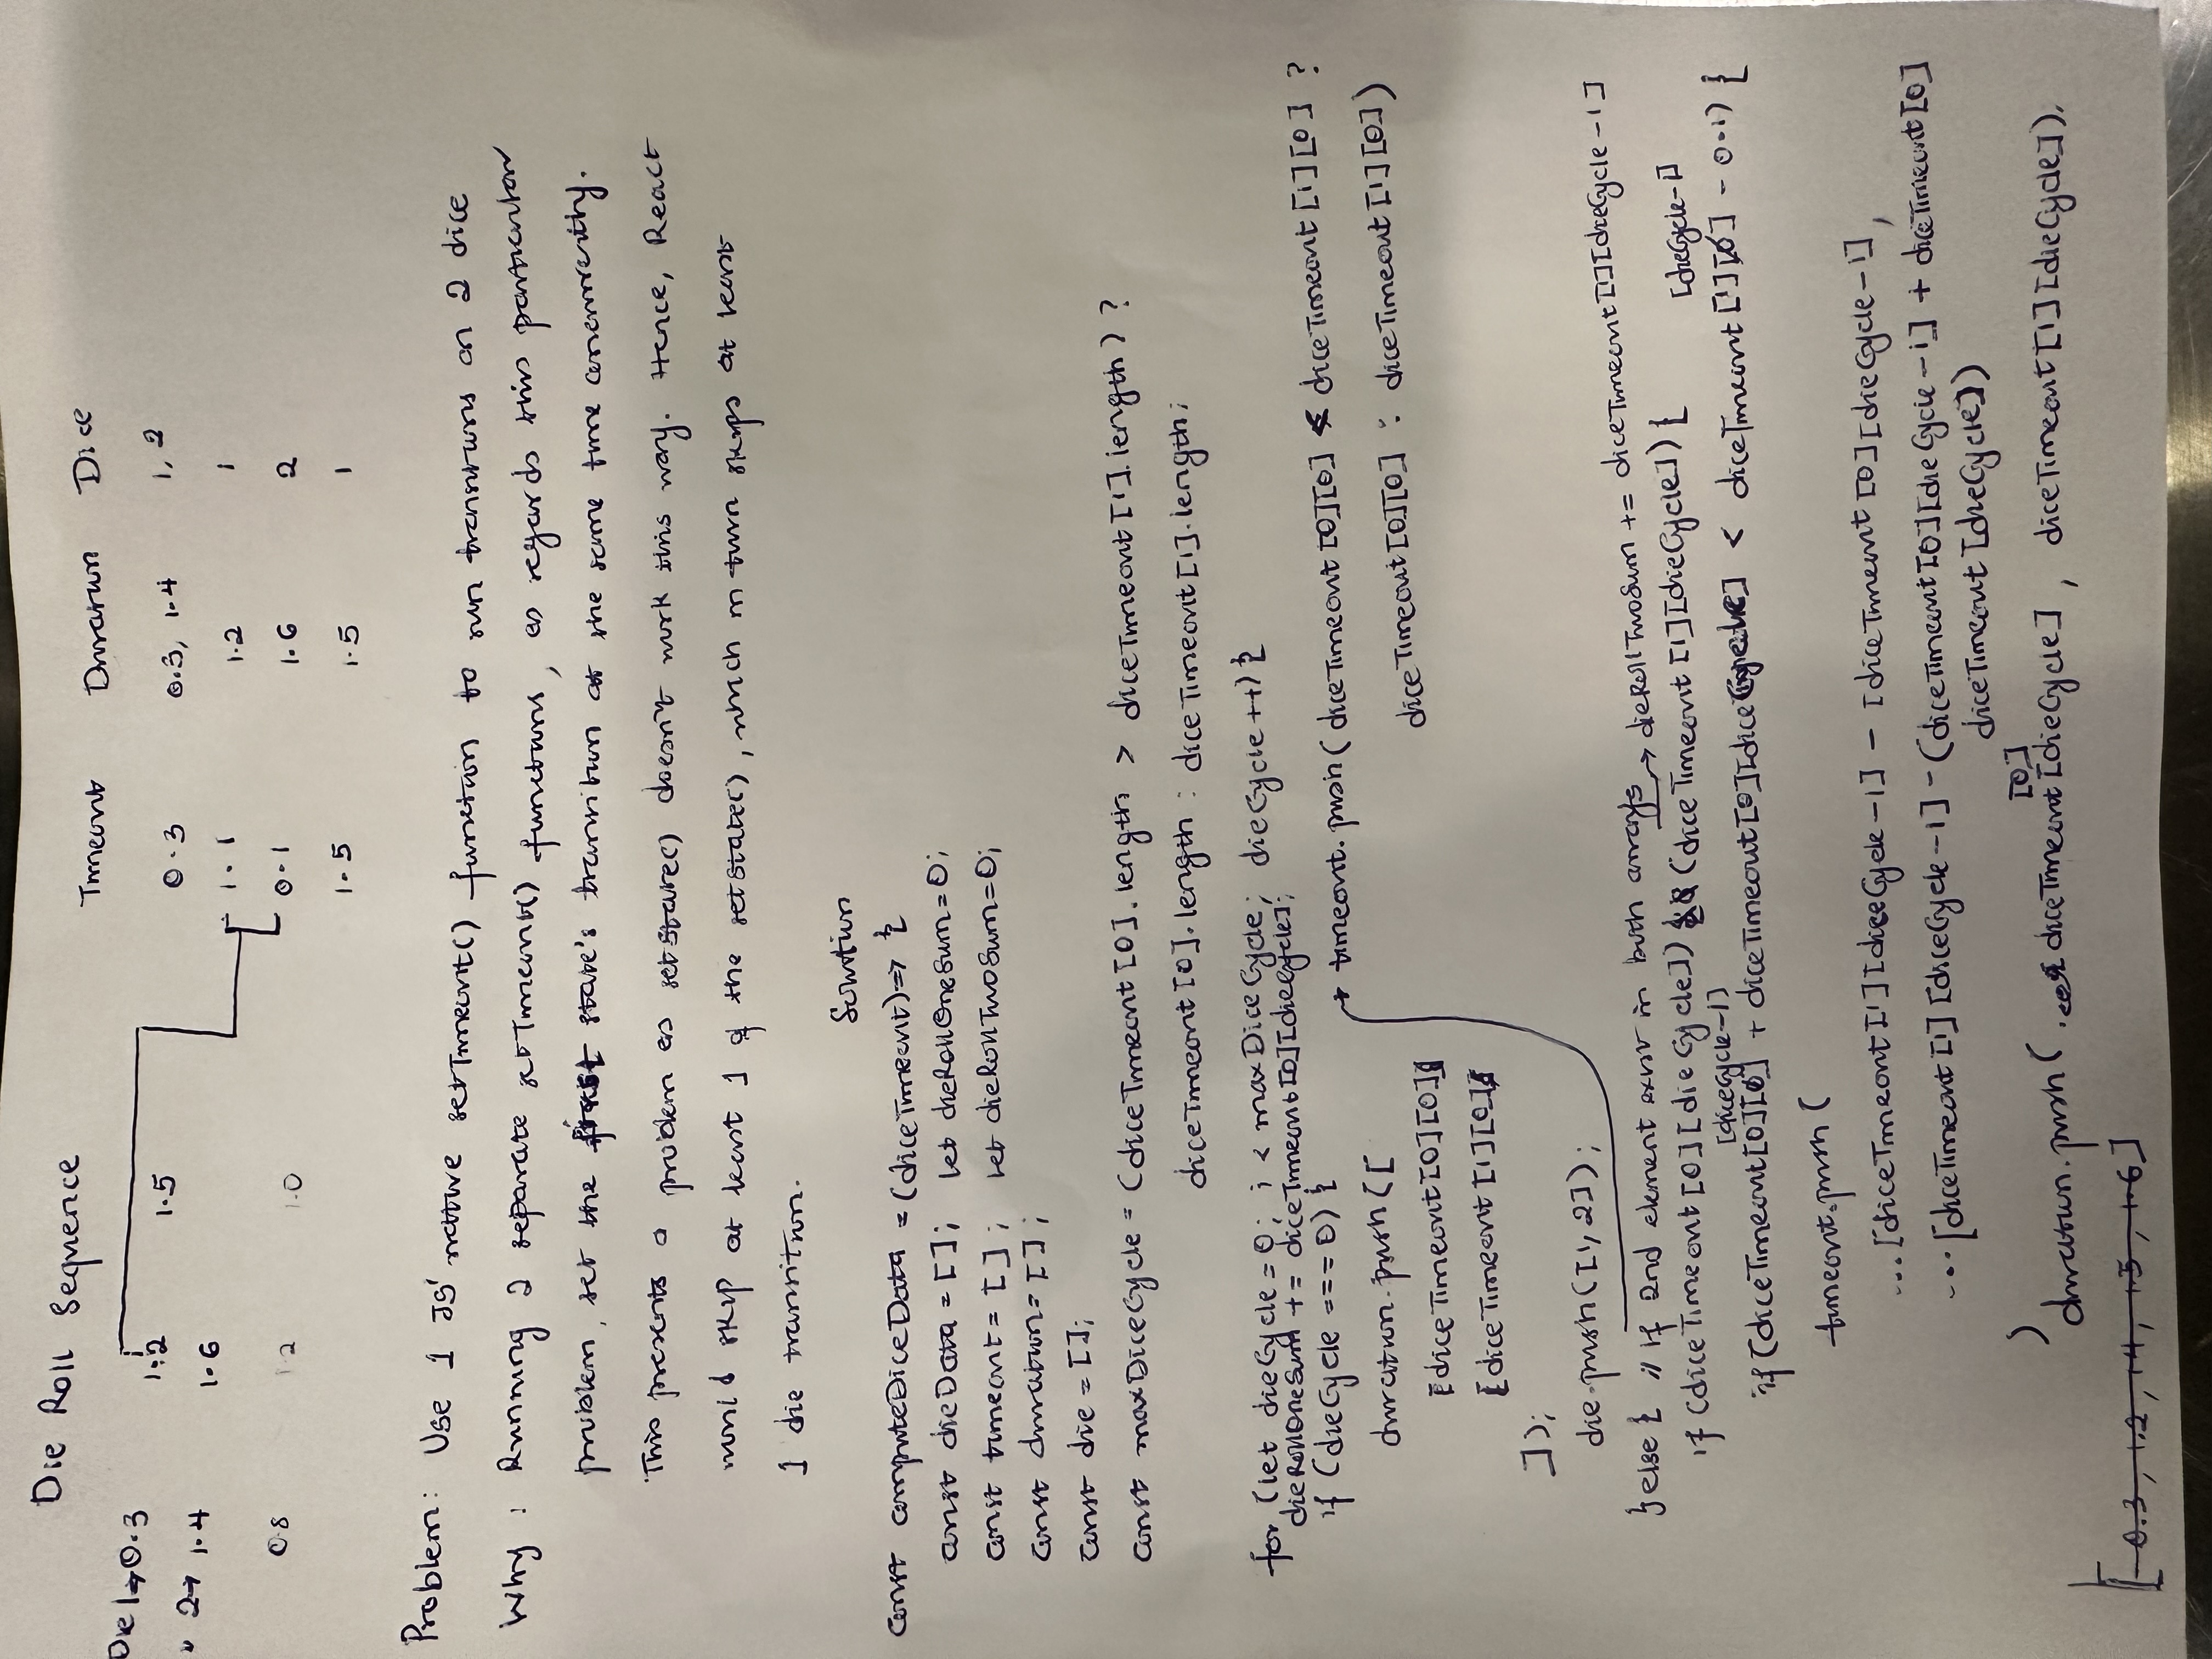 Die Roll Sequence
Timeout Duration Dice
Die 1→0.3 1.2 1.5 0.3 0.3, 1.4 1, 2
" 2→ 1.4 1.6 1.1 1.2 1
0.8 1.2 1.0 0.1 1.6 2
1.5 1.5 1
Problem: Use 1 JS' native setTimeout() function to run transitions on 2 dice
Why: Running 2 separate setTimeout() functions, as regards this particular
problem, set the first state's transition at the same time concurrently.
This presents a problem as setState() doesn't work this way. Hence, React
would skip at least 1 of the setState(), which in turn skips at least
1 die transition.
Solution
const computeDiceData = (diceTimeout)=> {
const dieData = []; let dieRollOneSum=0;
const timeout= []; let dieRollTwoSum=0;
const duration= [];
const die = [];
const maxDiceCycle = (diceTimeout[0].length > diceTimeout[1].length) ?
diceTimeout[0].length : diceTimeout[1].length;
for (let dieCycle=0; i < maxDiceCycle; dieCycle++) {
dieRollOneSum += diceTimeout[0][dieCycle];
if (dieCycle === 0) {
→ timeout.push(diceTimeout[0][0] < diceTimeout[1][0] ?
diceTimeout[0][0] : diceTimeout[1][0])
duration.push([
[diceTimeout[0][0]
[diceTimeout[1][0]
]);
die.push([1,2]);
}else { // If 2nd element exist in both arrays → dieRollTwoSum += diceTimeout[1][dieCycle-1]
if (diceTimeout[0][dieCycle]) && (diceTimeout[1][dieCycle]) {
[diceCycle-1] [dieCycle-1]
if (diceTimeout[0][0] + diceTimeout[0][diceCycle] < diceTimeout[1][0] - 0.1) {
timeout.push(
...[diceTimeout[1][diceCycle-1] - [diceTimeout[0][dieCycle-1],
...[diceTimeout[1][diceCycle-1] - (diceTimeout[0][dieCycle-1] + diceTimeout[0]
diceTimeout[dieCycle])
)
[0]
duration.push(... diceTimeout[dieCycle], diceTimeout[1][dieCycle]),
[0.3, 1.2, 1.4, 1.5, 1.6]